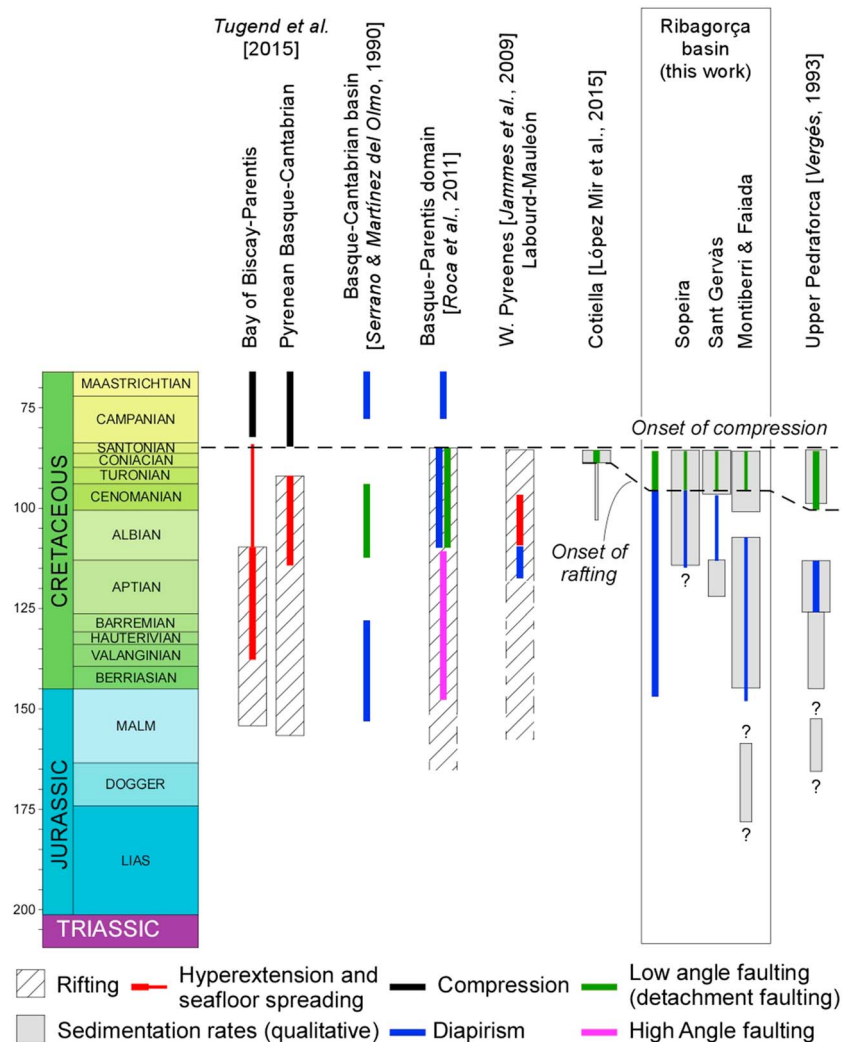 Tugend et al.
[2015]
Bay of Biscay-Parentis
Pyrenean Basque-Cantabrian
Basque-Cantabrian basin
[Serrano & Martínez del Olmo, 1990)
Basque-Parentis domain
[Roca et al., 2011]
W. Pyreenes [Jammes et al., 2009]
Labourd-Mauleón
Cotiella [López Mir et al., 2015]
Ribagorça
basin
(this work)
Sopeira
Sant Gervàs
Montiberri & Faiada
Upper Pedraforca [Vergés, 1993]
CRETACEOUS
JURASSIC
TRIASSIC
MAASTRICHTIAN
CAMPANIAN
SANTONIAN
CONIACIAN
TURONIAN
CENOMANIAN
ALBIAN
APTIAN
BARREMIAN
HAUTERIVIAN
VALANGINIAN
BERRIASIAN
MALM
DOGGER
LIAS
75
100
125
150
175
200
Onset of compression
Onset of
rafting
?
?
?
?
?
Rifting
Hyperextension and
seafloor spreading
Compression
Low angle faulting
(detachment faulting)
Sedimentation rates (qualitative)
Diapirism
High Angle faulting